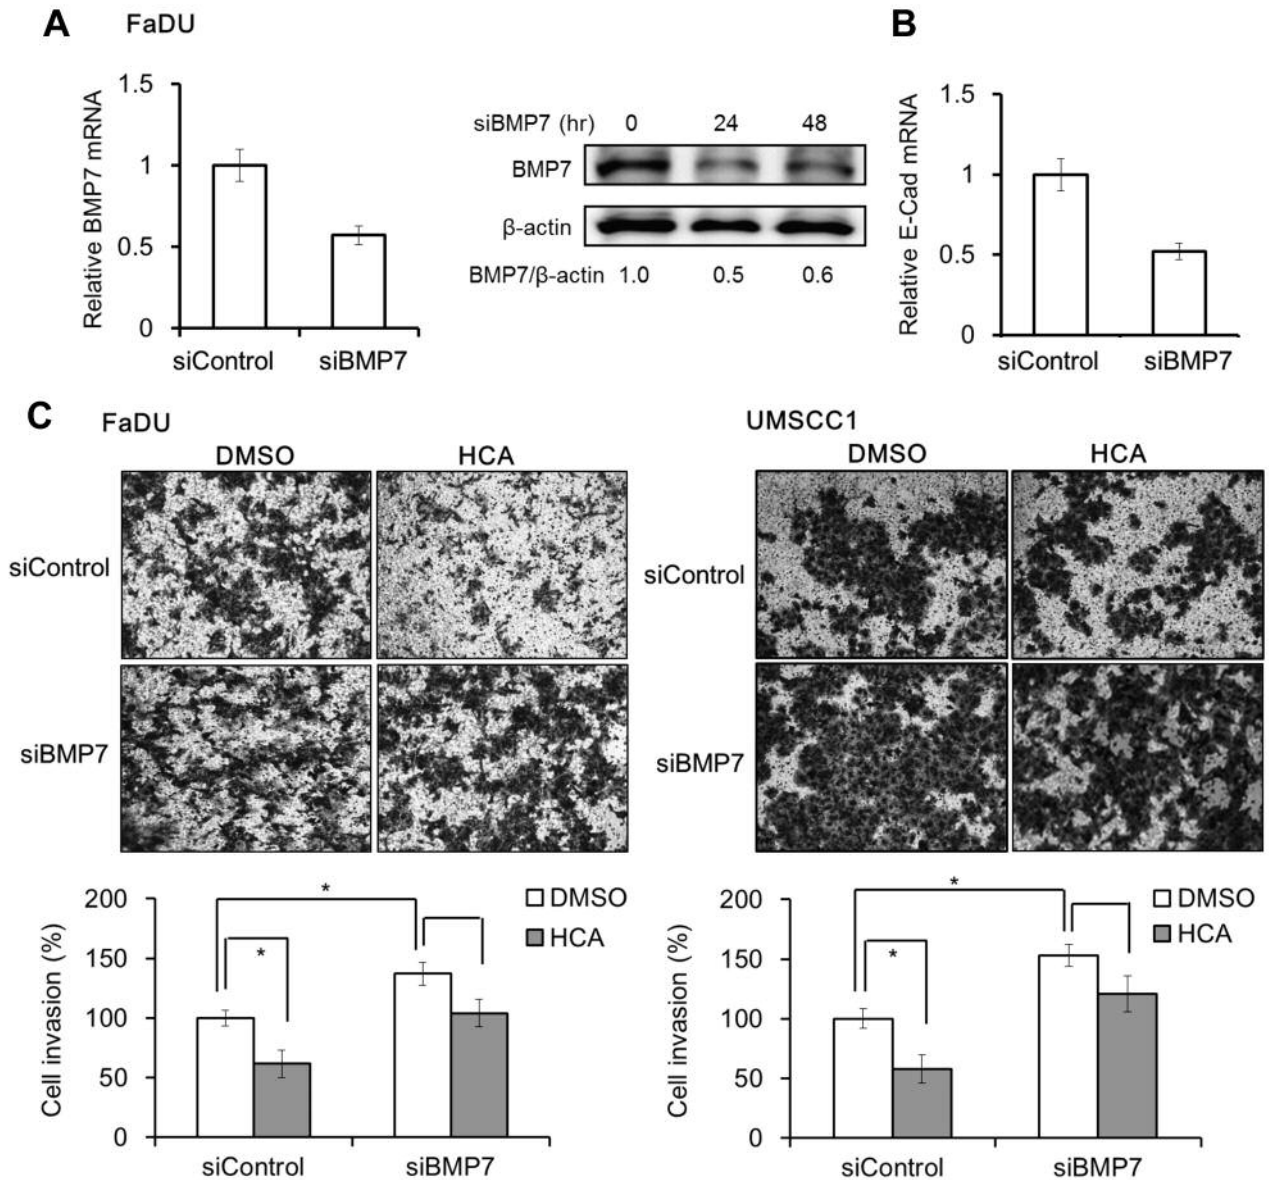 A FaDU
Relative BMP7 mRNA
1.5
1
0.5
0
siControl siBMP7
siBMP7 (hr) 0 24 48
BMP7
β-actin
BMP7/β-actin 1.0 0.5 0.6
B
Relative E-Cad mRNA
1.5
1
0.5
0
siControl siBMP7
C FaDU
DMSO HCA
siControl
siBMP7
UMSCC1
DMSO HCA
siControl
siBMP7
Cell invasion (%)
200
150
100
50
0
*
*
DMSO
HCA
siControl siBMP7
Cell invasion (%)
200
150
100
50
0
*
*
DMSO
HCA
siControl siBMP7